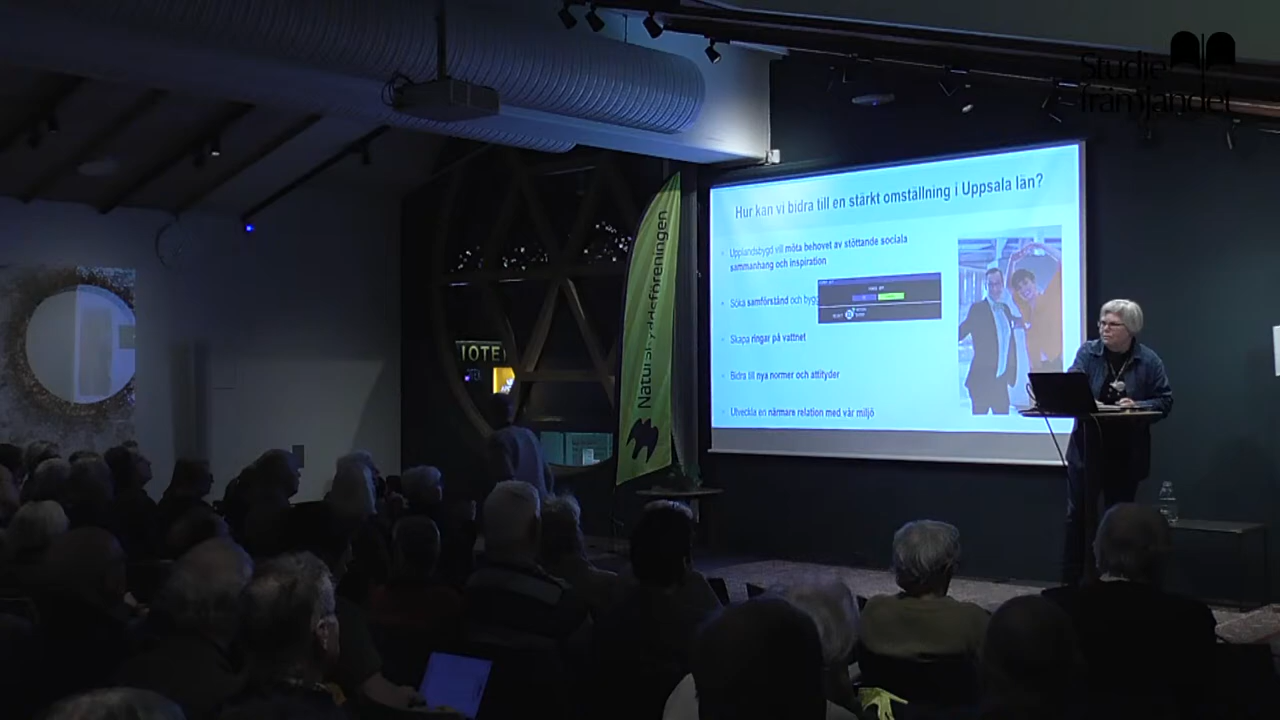 Studie
främjandet
Hur kan vi bidra till en stärkt omställning i Uppsala län?
Upplandsbygd vill möta behovet av stöttande sociala
sammanhang och inspiration
Söka samförstånd och bygg
Skapa ringar på vattnet
Bidra till nya normer och attityder
Utveckla en närmare relation med vår miljö
Naturskyddsföreningen
IOTE